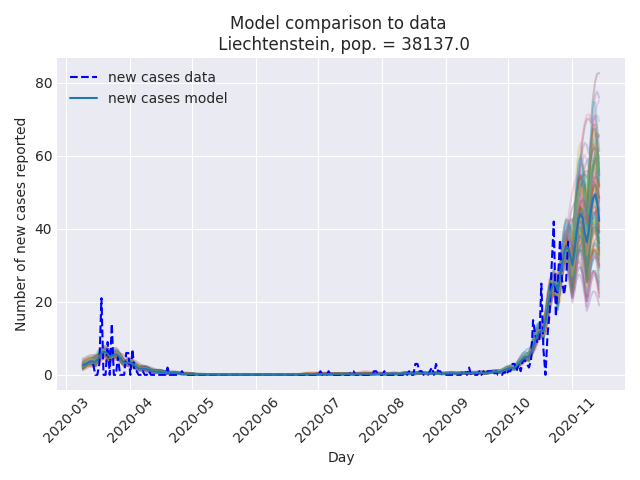 Model comparison to data
Liechtenstein, pop. = 38137.0
new cases data
new cases model
Number of new cases reported
80
60
40
20
0
2020-03
2020-04
2020-05
2020-06
2020-07
2020-08
2020-09
2020-10
2020-11
Day